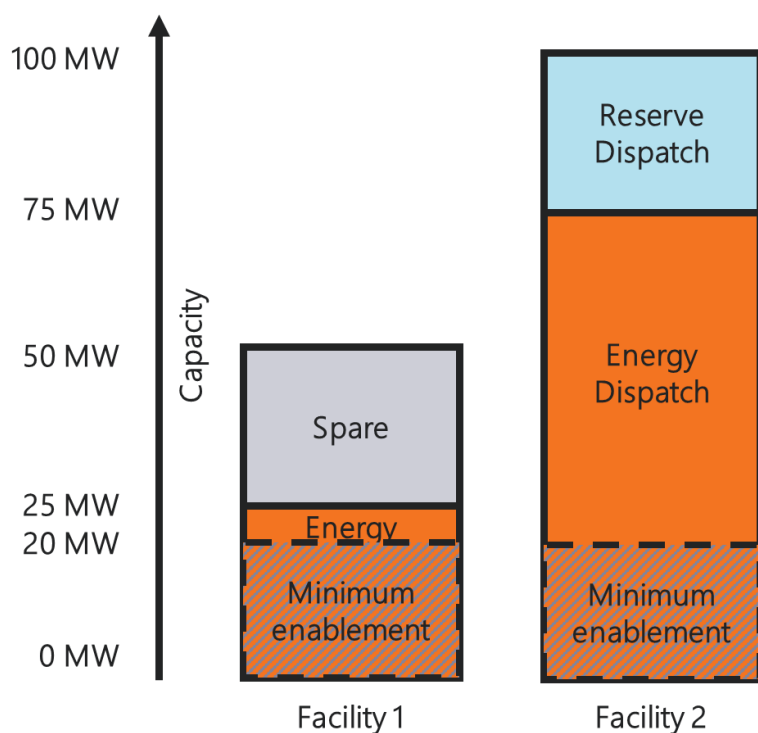 100 MW
75 MW
50 MW
25 MW
20 MW
0 MW
Capacity
Spare
Energy
Minimum
enablement
Facility 1
Reserve
Dispatch
Energy
Dispatch
Minimum
enablement
Facility 2